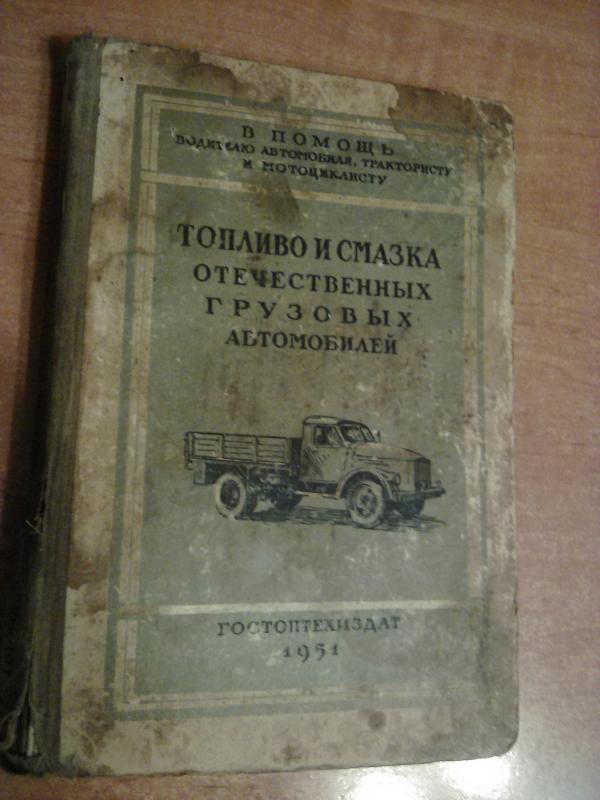 В ПОМОЩЬ
ВОДИТЕЛЮ АВТОМОБИЛЯ, ТРАКТОРИСТУ
И МОТОЦИКЛИСТУ
ТОПЛИВО И СМАЗКА
ОТЕЧЕСТВЕННЫХ
ГРУЗОВЫХ
АВТОМОБИЛЕЙ
ГОСТОПТЕХИЗДАТ
1951